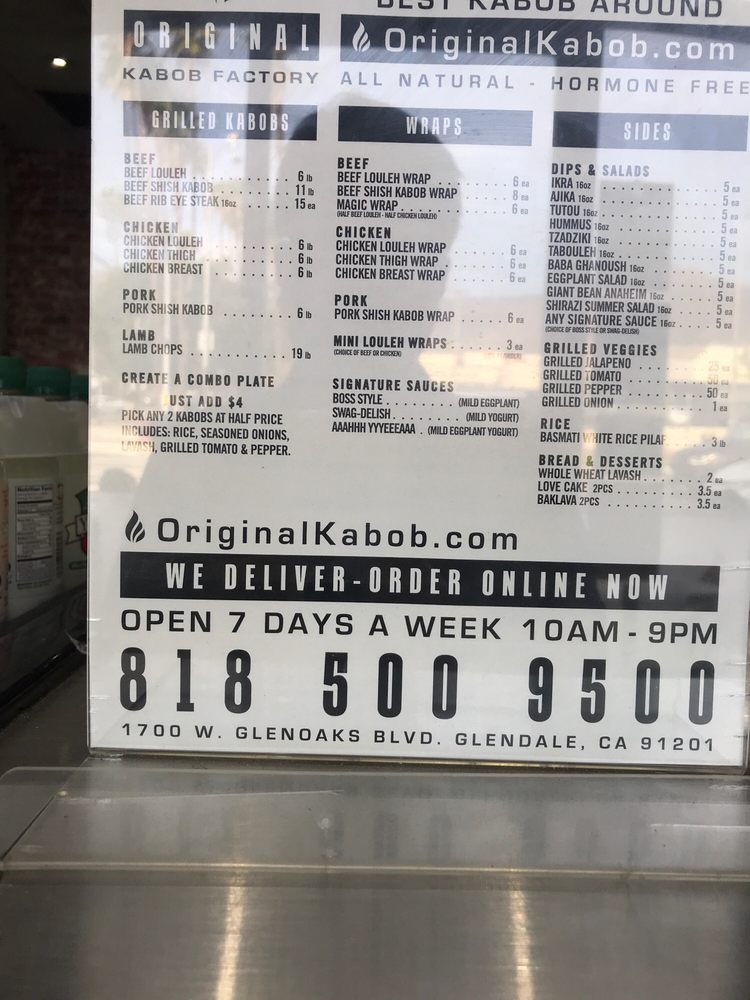 BEST KABOB AROUND
ORIGINAL
OriginalKabob.com
KABOB FACTORY
ALL NATURAL - HORMONE FREE
GRILLED KABOBS
BEEF
BEEF LOULEH . . . . . . . . . . . . 6 lb
BEEF SHISH KABOB . . . . . . . . 11 lb
BEEF RIB EYE STEAK 16oz . . . . . . 15 ea
CHICKEN
CHICKEN LOULEH . . . . . . . . . 6 lb
CHICKEN THIGH . . . . . . . . . . 6 lb
CHICKEN BREAST . . . . . . . . . 6 lb
PORK
PORK SHISH KABOB . . . . . . . . 6 lb
LAMB
LAMB CHOPS . . . . . . . . . . . 19 lb
CREATE A COMBO PLATE
JUST ADD $4
PICK ANY 2 KABOBS AT HALF PRICE
INCLUDES: RICE, SEASONED ONIONS,
LAVASH, GRILLED TOMATO & PEPPER.
WRAPS
BEEF
BEEF LOULEH WRAP . . . . . . . . 6 ea
BEEF SHISH KABOB WRAP . . . . . 8 ea
MAGIC WRAP . . . . . . . . . . . 6 ea
(HALF BEEF LOULEH - HALF CHICKEN LOULEH)
CHICKEN
CHICKEN LOULEH WRAP . . . . . . 6 ea
CHICKEN THIGH WRAP . . . . . . . 6 ea
CHICKEN BREAST WRAP . . . . . . 6 ea
PORK
PORK SHISH KABOB WRAP . . . . . 6 ea
MINI LOULEH WRAPS . . . . . . . 3 ea
(CHOICE OF BEEF OR CHICKEN)
SIGNATURE SAUCES
BOSS STYLE . . . . . . . (MILD EGGPLANT)
SWAG-DELISH . . . . . . . (MILD YOGURT)
AAAHHH YYYEEEAAA . (MILD EGGPLANT YOGURT)
SIDES
DIPS & SALADS
IKRA 16oz . . . . . . . . . . . . 5 ea
AJIKA 16oz . . . . . . . . . . . 5 ea
TUTOU 16oz . . . . . . . . . . . 5 ea
HUMMUS 16oz . . . . . . . . . . 5 ea
TZADZIKI 16oz . . . . . . . . . . 5 ea
TABOULEH 16oz . . . . . . . . . 5 ea
BABA GHANOUSH 16oz . . . . . . . 5 ea
EGGPLANT SALAD 16oz . . . . . . . 5 ea
GIANT BEAN ANAHEIM 16oz . . . . . 5 ea
SHIRAZI SUMMER SALAD 16oz . . . . 5 ea
ANY SIGNATURE SAUCE 16oz . . . . . 5 ea
(CHOICE OF BOSS STYLE OR SWAG-DELISH)
GRILLED VEGGIES
GRILLED JALAPENO . . . . . . . .
GRILLED TOMATO . . . . . . . . . 50 ea
GRILLED PEPPER . . . . . . . . . .50 ea
GRILLED ONION . . . . . . . . . . 1 ea
RICE
BASMATI WHITE RICE PILAF . . . . 3 lb
BREAD & DESSERTS
WHOLE WHEAT LAVASH . . . . . . . 2 ea
LOVE CAKE 2PCS . . . . . . . . . 3.5 ea
BAKLAVA 2PCS . . . . . . . . . . 3.5 ea
OriginalKabob.com
WE DELIVER-ORDER ONLINE NOW
OPEN 7 DAYS A WEEK 10AM - 9PM
818 500 9500
1700 W. GLENOAKS BLVD. GLENDALE, CA 91201
Nutrition Facts